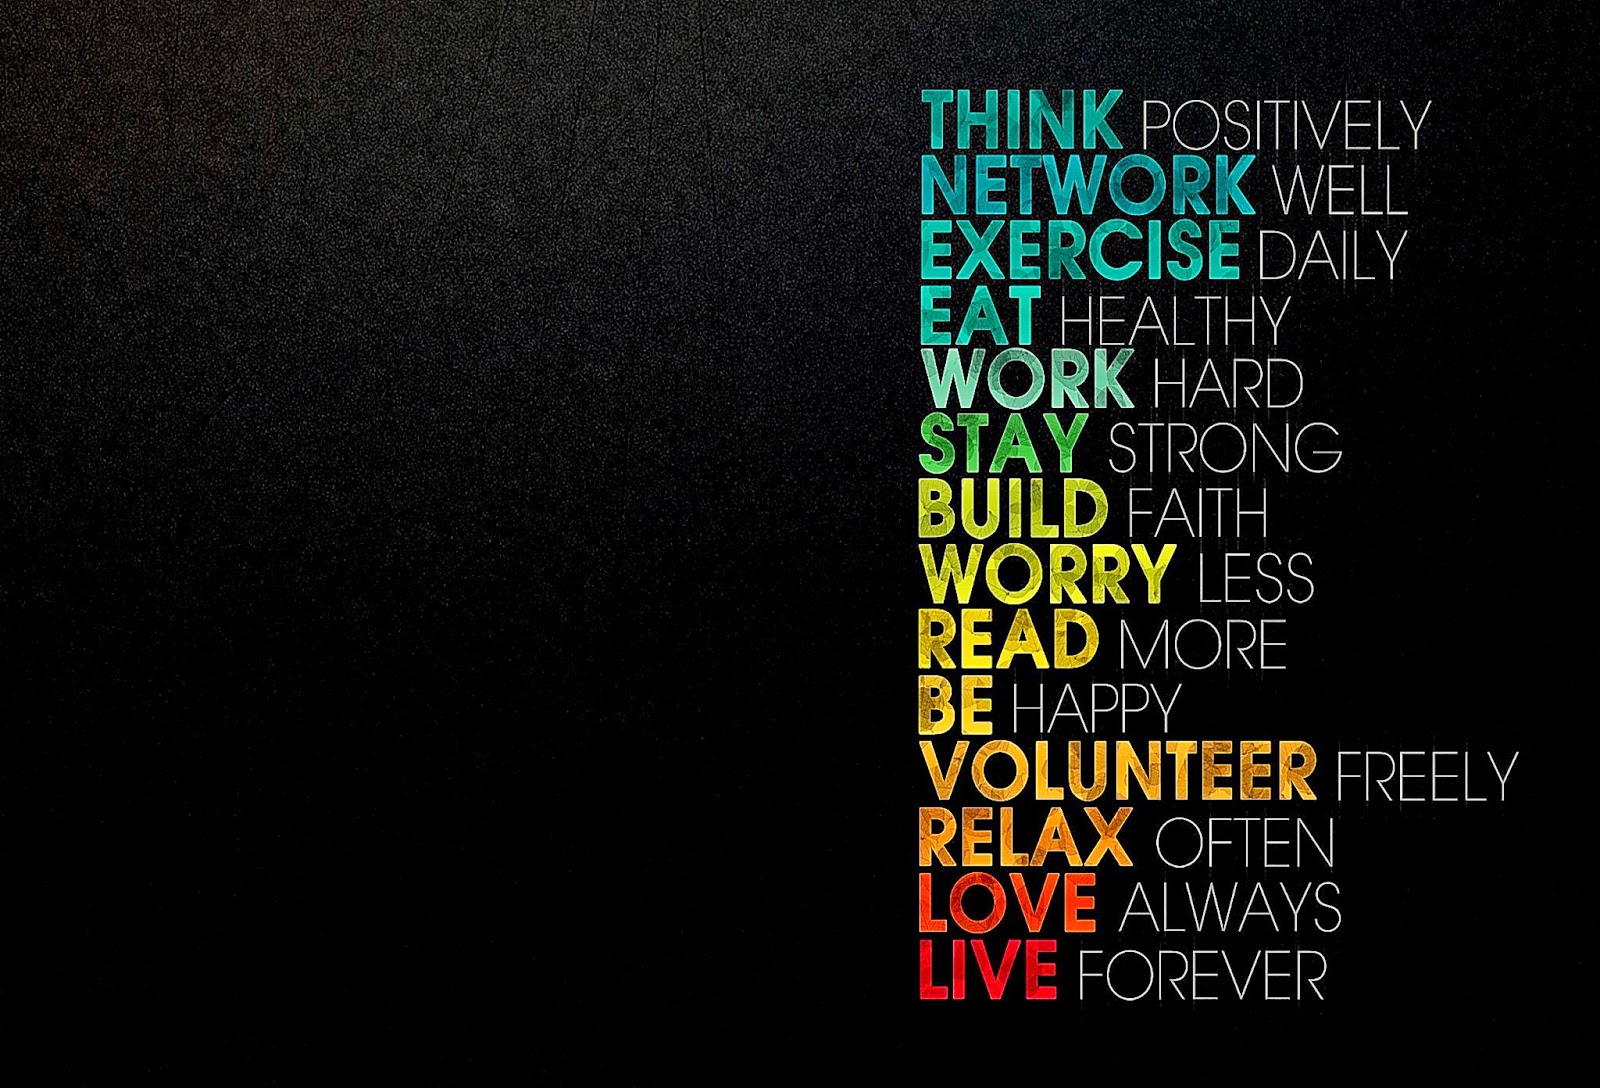 THINK POSITIVELY
NETWORK WELL
EXERCISE DAILY
EAT HEALTHY
WORK HARD
STAY STRONG
BUILD FAITH
WORRY LESS
READ MORE
BE HAPPY
VOLUNTEER FREELY
RELAX OFTEN
LOVE ALWAYS
LIVE FOREVER